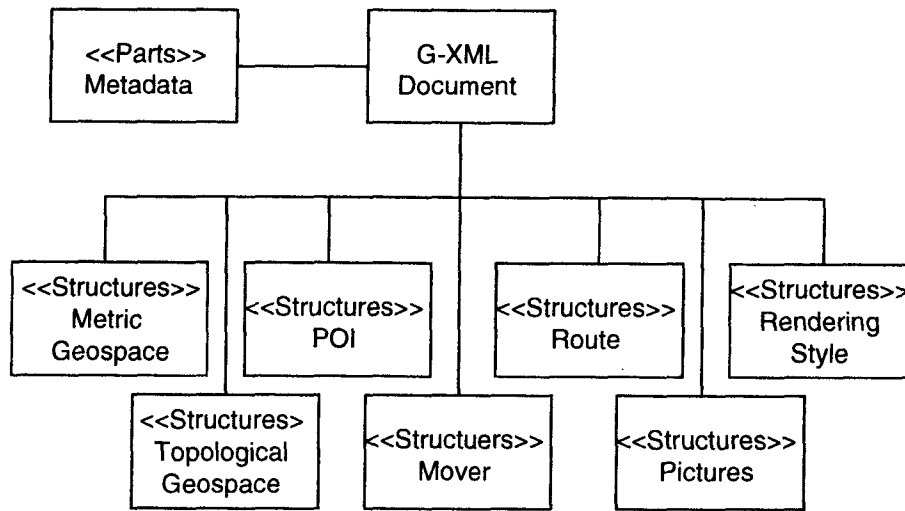 <<Parts>>
Metadata
G-XML
Document
<<Structures>>
Metric
Geospace
<<Structures>>
POI
<<Structures>>
Route
<<Structures>>
Rendering
Style
<<Structures>
Topological
Geospace
<<Structuers>>
Mover
<<Structures>>
Pictures